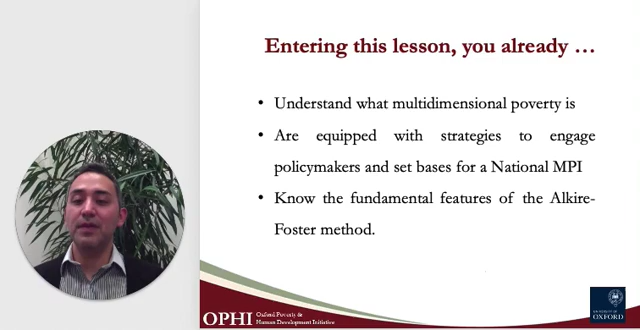 Entering this lesson, you already …
• Understand what multidimensional poverty is
• Are equipped with strategies to engage
policymakers and set bases for a National MPI
• Know the fundamental features of the Alkire-
Foster method.
OPHI
Oxford Poverty &
Human Development Initiative
UNIVERSITY OF
OXFORD